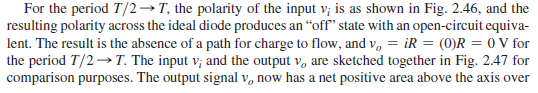 For the period T/2→T, the polarity of the input vi is as shown in Fig. 2.46, and the
resulting polarity across the ideal diode produces an “off” state with an open-circuit equiva-
lent. The result is the absence of a path for charge to flow, and vo = iR = (0)R = 0 V for
the period T/2→T. The input vi and the output vo are sketched together in Fig. 2.47 for
comparison purposes. The output signal vo now has a net positive area above the axis over